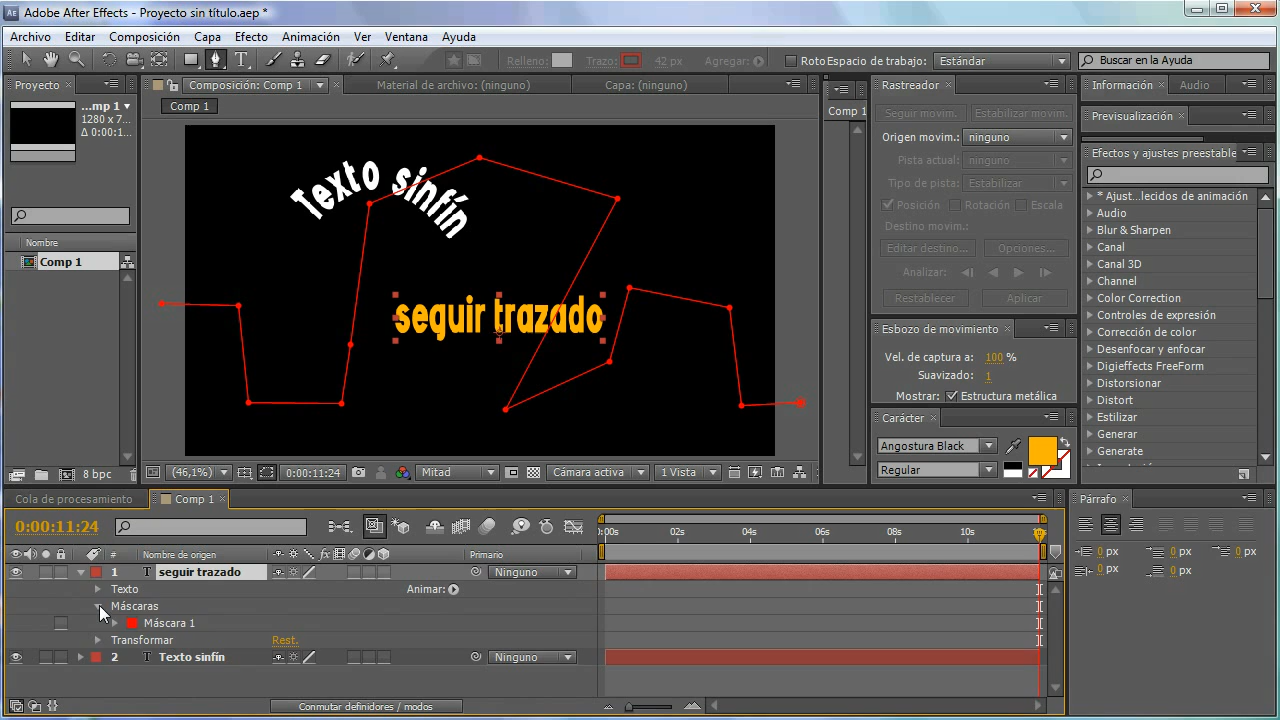 Adobe After Effects - Proyecto sin título.aep *
Archivo Editar Composición Capa Efecto Animación Ver Ventana Ayuda
Relleno: Trazo: 42 px Agregar: RotoEspacio de trabajo: Estándar Buscar en la Ayuda
Proyecto
...mp 1
1280 x 7...
Δ 0:00:1...
Nombre
Comp 1
8 bpc
Composición: Comp 1 Material de archivo: (ninguno) Capa: (ninguno)
Comp 1
Texto sinfín
seguir trazado
(46,1%) 0:00:11:24 Mitad Cámara activa 1 Vista
Comp 1
Rastreador
Seguir movim. Estabilizar movim.
Origen movim.: ninguno
Pista actual: ninguno
Tipo de pista: Estabilizar
Posición Rotación Escala
Destino movim.:
Editar destino... Opciones...
Analizar:
Restablecer Aplicar
Esbozo de movimiento
Vel. de captura a: 100 %
Suavizado: 1
Mostrar: Estructura metálica
Carácter
Angostura Black
Regular
Información Audio
Previsualización
Efectos y ajustes preestable
* Ajust...lecidos de animación
Audio
Blur & Sharpen
Canal
Canal 3D
Channel
Color Correction
Controles de expresión
Corrección de color
Desenfocar y enfocar
Digieffects FreeForm
Distorsionar
Distort
Estilizar
Generar
Generate
Cola de procesamiento Comp 1
0:00:11:24
:00s 02s 04s 06s 08s 10s
# Nombre de origen fx Primario
1 T seguir trazado Ninguno
Texto Animar:
Máscaras
Máscara 1
Transformar Rest.
2 T Texto sinfín Ninguno
Conmutar definidores / modos
Párrafo
0 px 0 px 0 px
0 px 0 px